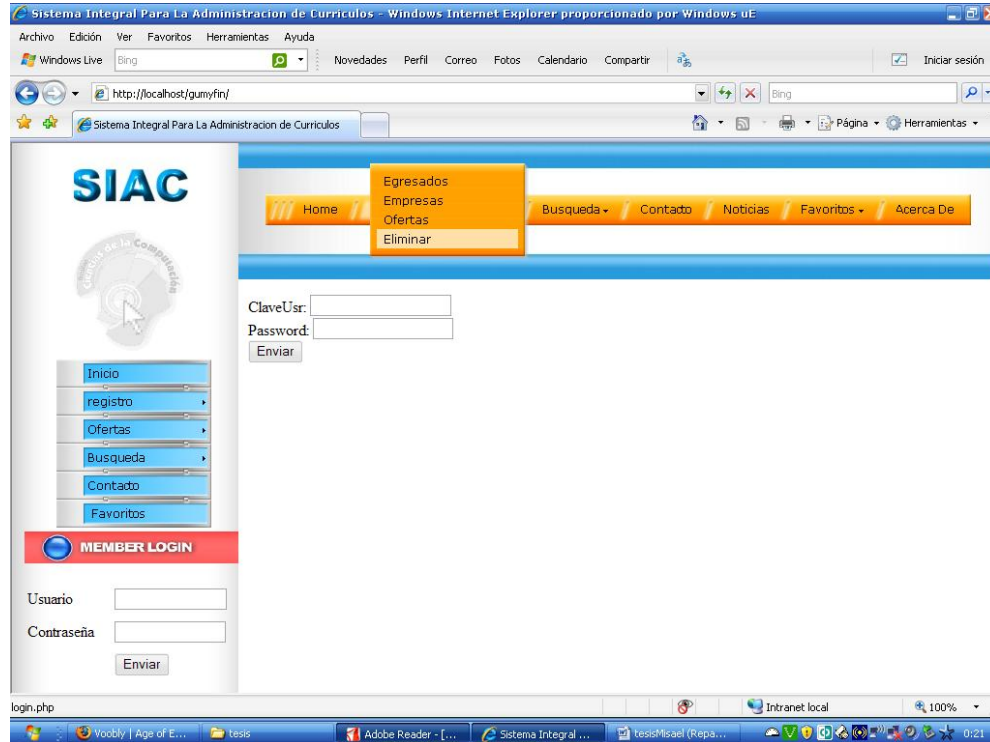 Sistema Integral Para La Administracion de Curriculos - Windows Internet Explorer proporcionado por Windows uE
Archivo Edición Ver Favoritos Herramientas Ayuda
Windows Live Bing Novedades Perfil Correo Fotos Calendario Compartir Iniciar sesión
http://localhost/gumyfin/ Bing
Sistema Integral Para La Administracion de Curriculos Página Herramientas
SIAC
Ciencias de la Computación
Egresados
Empresas
Ofertas
Eliminar
Home Busqueda Contacto Noticias Favoritos Acerca De
ClaveUsr:
Password:
Enviar
Inicio
registro
Ofertas
Busqueda
Contacto
Favoritos
MEMBER LOGIN
Usuario
Contraseña
Enviar
login.php Intranet local 100%
Voobly | Age of E... tesis Adobe Reader - [... Sistema Integral ... tesisMisael (Repa... 0:21